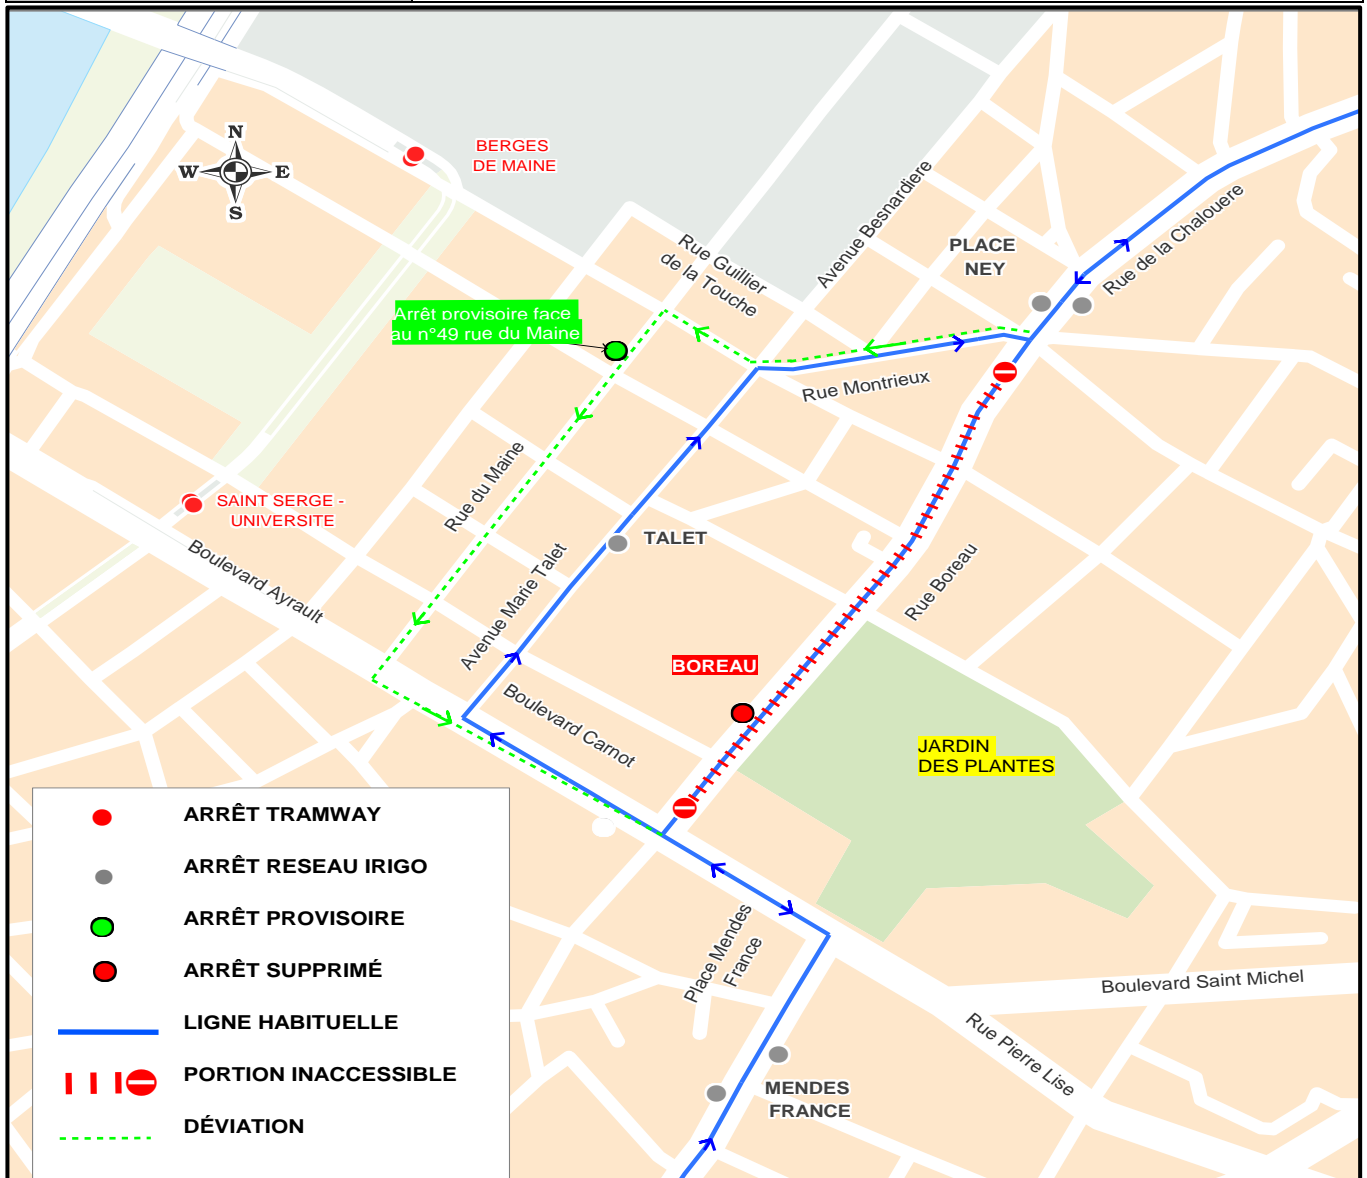 N
W
E
S
BERGES
DE MAINE
Rue Guillier
de la Touche
Avenue Besnardiere
PLACE
NEY
Rue de la Chalouere
Arrêt provisoire face
au n°49 rue du Maine
Rue Montrieux
Rue du Maine
SAINT SERGE -
UNIVERSITE
TALET
Boulevard Ayrault
Avenue Marie Talet
Rue Boreau
BOREAU
Boulevard Carnot
JARDIN
DES PLANTES
Place Mendes
France
Boulevard Saint Michel
Rue Pierre Lise
MENDES
FRANCE
ARRÊT TRAMWAY
ARRÊT RESEAU IRIGO
ARRÊT PROVISOIRE
ARRÊT SUPPRIMÉ
LIGNE HABITUELLE
PORTION INACCESSIBLE
DÉVIATION